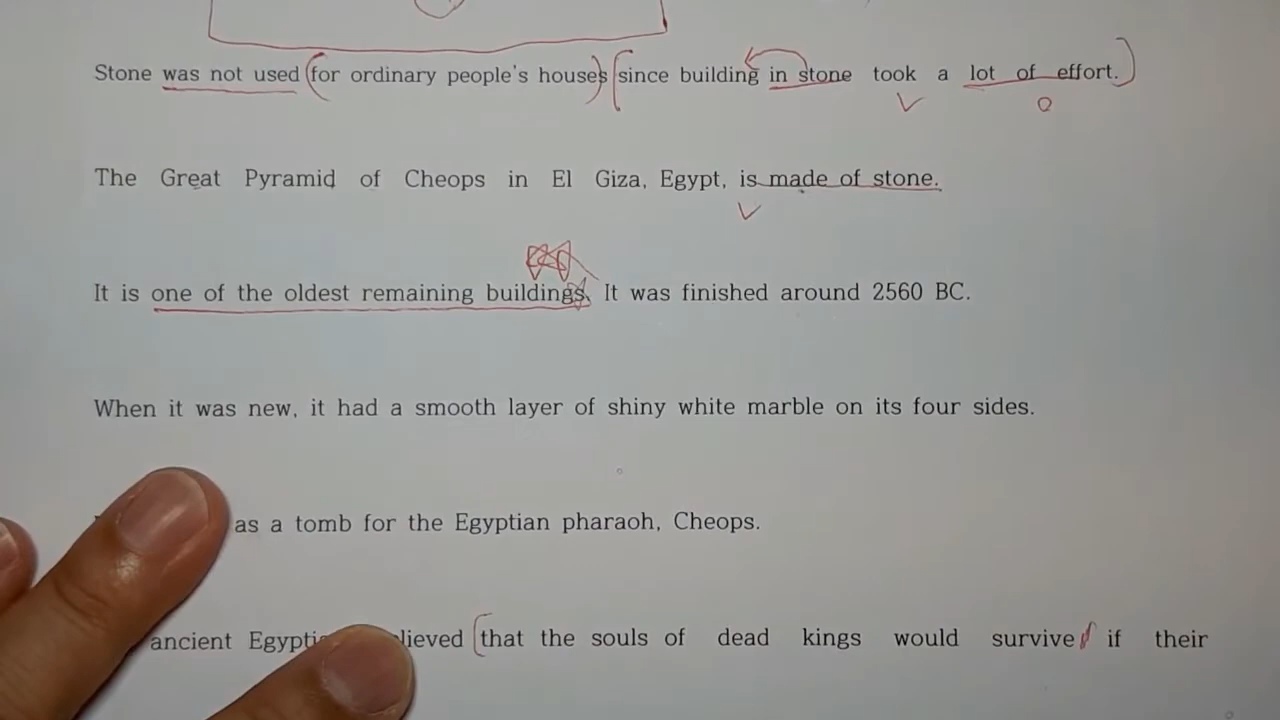 Stone was not used for ordinary people's houses since building in stone took a lot of effort.
The Great Pyramid of Cheops in El Giza, Egypt, is made of stone.
It is one of the oldest remaining buildings. It was finished around 2560 BC.
When it was new, it had a smooth layer of shiny white marble on its four sides.
as a tomb for the Egyptian pharaoh, Cheops.
ancient that the souls of dead kings would survive if their